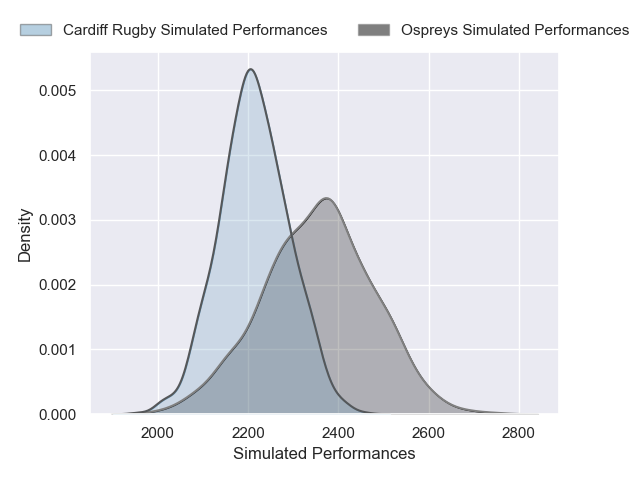 Cardiff Rugby Simulated Performances Ospreys Simulated Performances
0.005
0.004
0.003
0.002
0.001
0.000
Density
2000 2200 2400 2600 2800
Simulated Performances